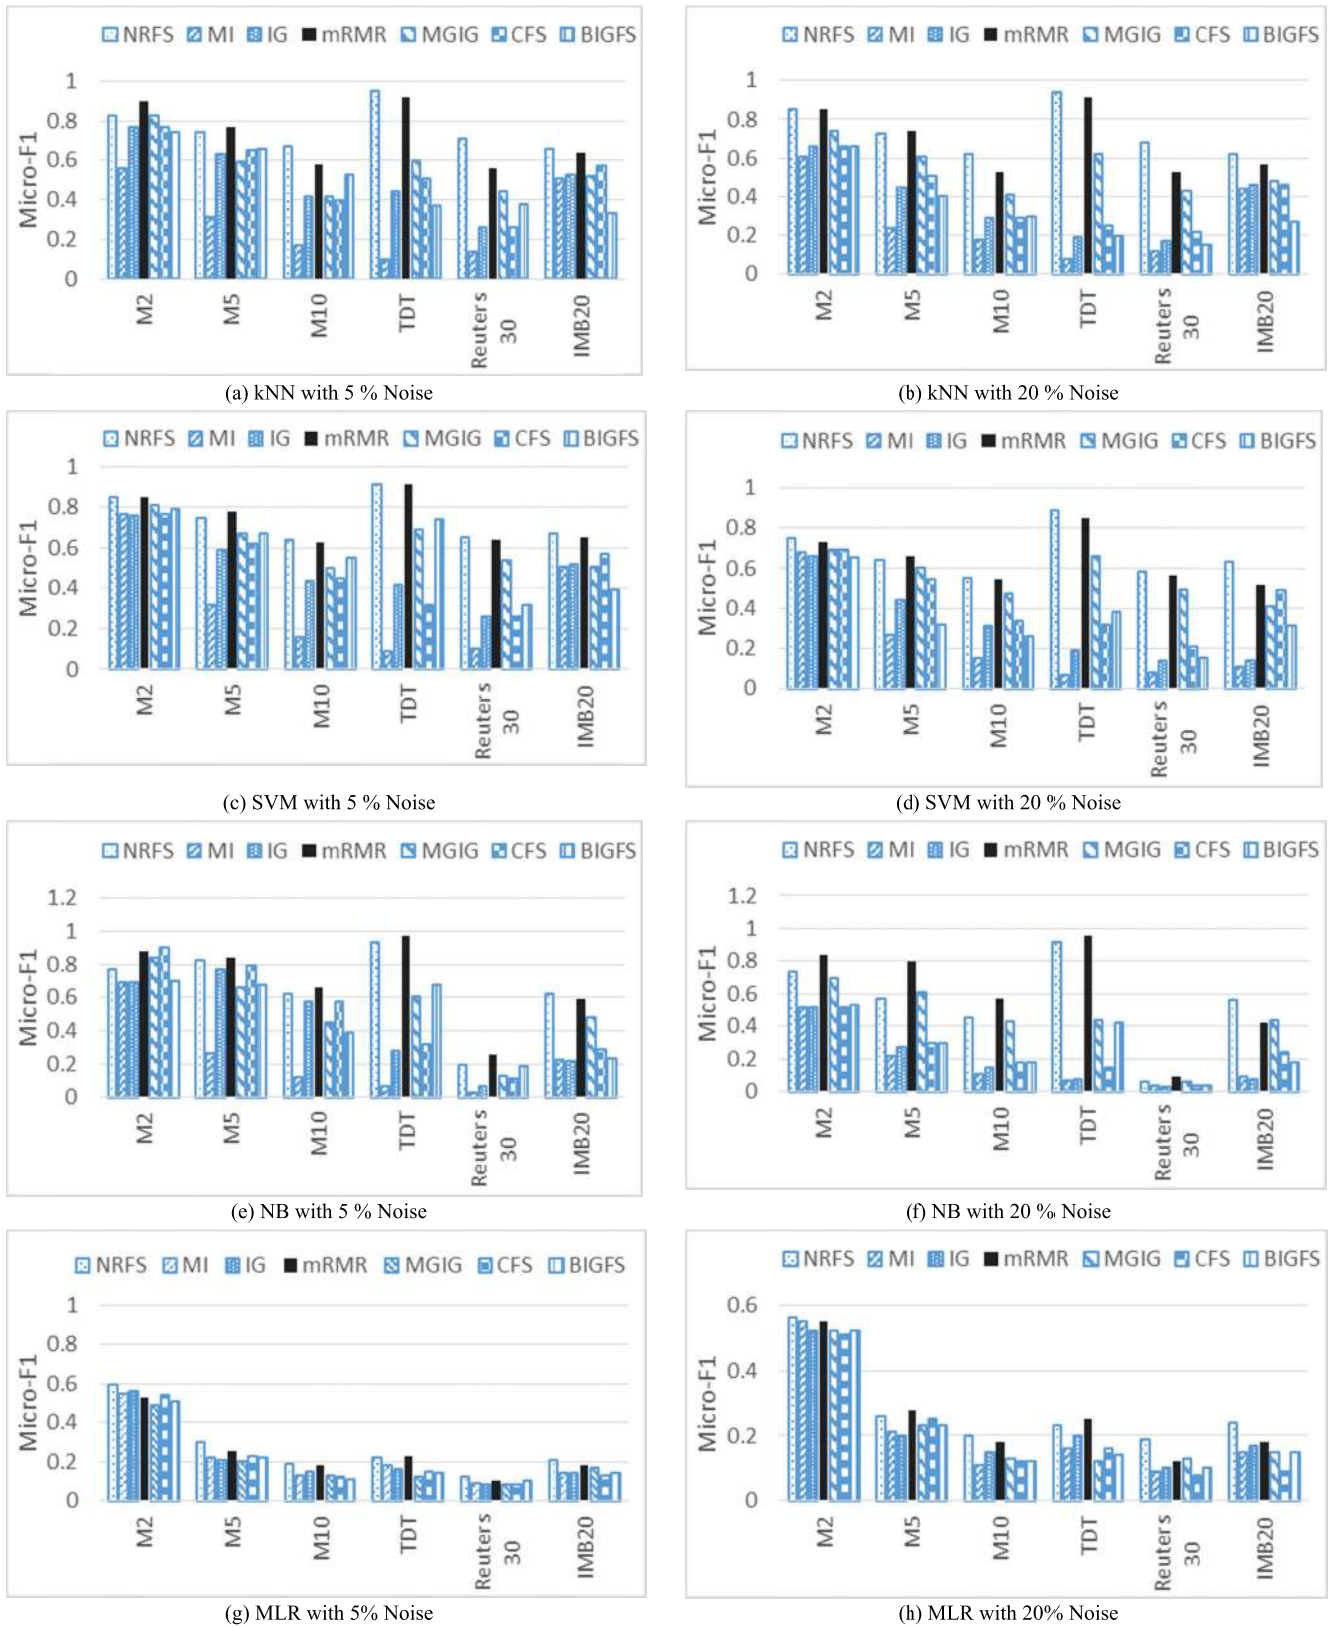 NRFS MI IG mRMR MGIG CFS BIGFS
Micro-F1
1
0.8
0.6
0.4
0.2
0
M2
M5
M10
TDT
Reuters
30
IMB20
(a) kNN with 5 % Noise
NRFS MI IG mRMR MGIG CFS BIGFS
Micro-F1
1
0.8
0.6
0.4
0.2
0
M2
M5
M10
TDT
Reuters
30
IMB20
(b) kNN with 20 % Noise
NRFS MI IG mRMR MGIG CFS BIGFS
Micro-F1
1
0.8
0.6
0.4
0.2
0
M2
M5
M10
TDT
Reuters
30
IMB20
(c) SVM with 5 % Noise
NRFS MI IG mRMR MGIG CFS BIGFS
Micro-F1
1
0.8
0.6
0.4
0.2
0
M2
M5
M10
TDT
Reuters
30
IMB20
(d) SVM with 20 % Noise
NRFS MI IG mRMR MGIG CFS BIGFS
Micro-F1
1.2
1
0.8
0.6
0.4
0.2
0
M2
M5
M10
TDT
Reuters
30
IMB20
(e) NB with 5 % Noise
NRFS MI IG mRMR MGIG CFS BIGFS
Micro-F1
1.2
1
0.8
0.6
0.4
0.2
0
M2
M5
M10
TDT
Reuters
30
IMB20
(f) NB with 20 % Noise
NRFS MI IG mRMR MGIG CFS BIGFS
Micro-F1
1
0.8
0.6
0.4
0.2
0
M2
M5
M10
TDT
Reuters
30
IMB20
(g) MLR with 5% Noise
NRFS MI IG mRMR MGIG CFS BIGFS
Micro-F1
0.6
0.4
0.2
0
M2
M5
M10
TDT
Reuters
30
IMB20
(h) MLR with 20% Noise